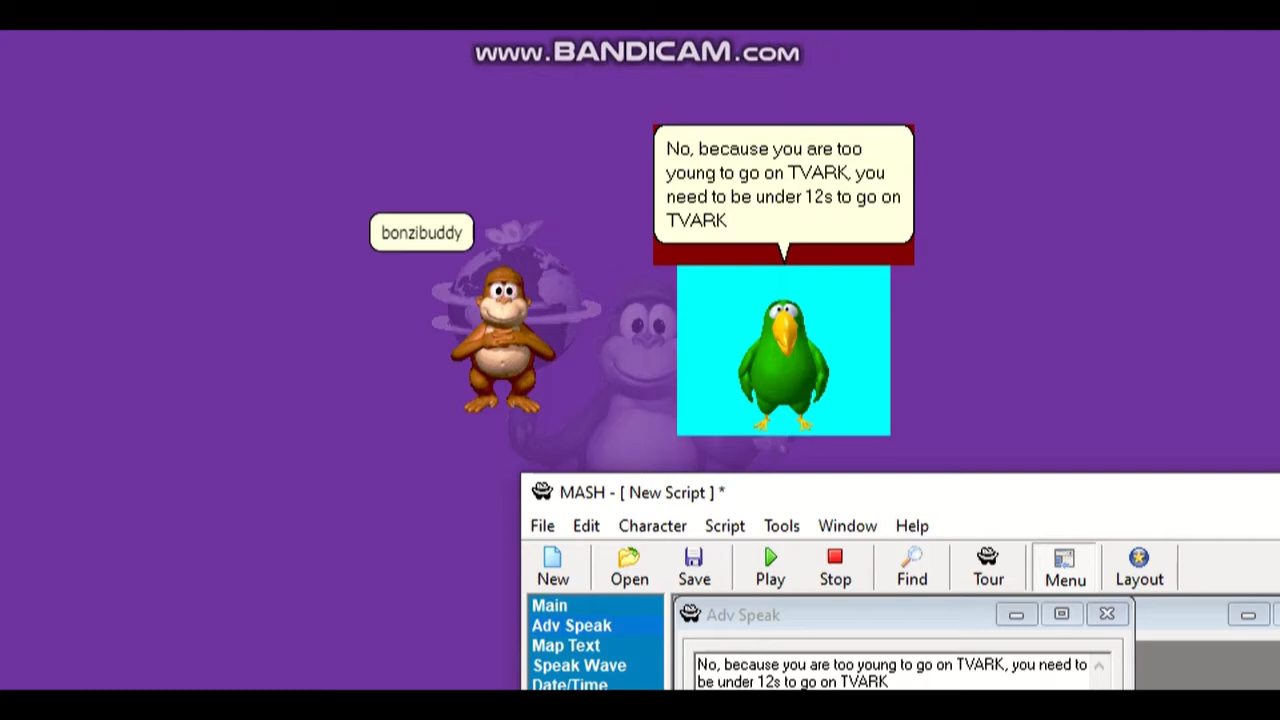 www.BANDICAM.com
No, because you are too
young to go on TVARK, you
need to be under 12s to go on
TVARK
bonzibuddy
MASH - [ New Script ] *
File Edit Character Script Tools Window Help
New Open Save Play Stop Find Tour Menu Layout
Main
Adv Speak
Map Text
Speak Wave
Date/Time
Adv Speak
No, because you are too young to go on TVARK, you need to
be under 12s to go on TVARK